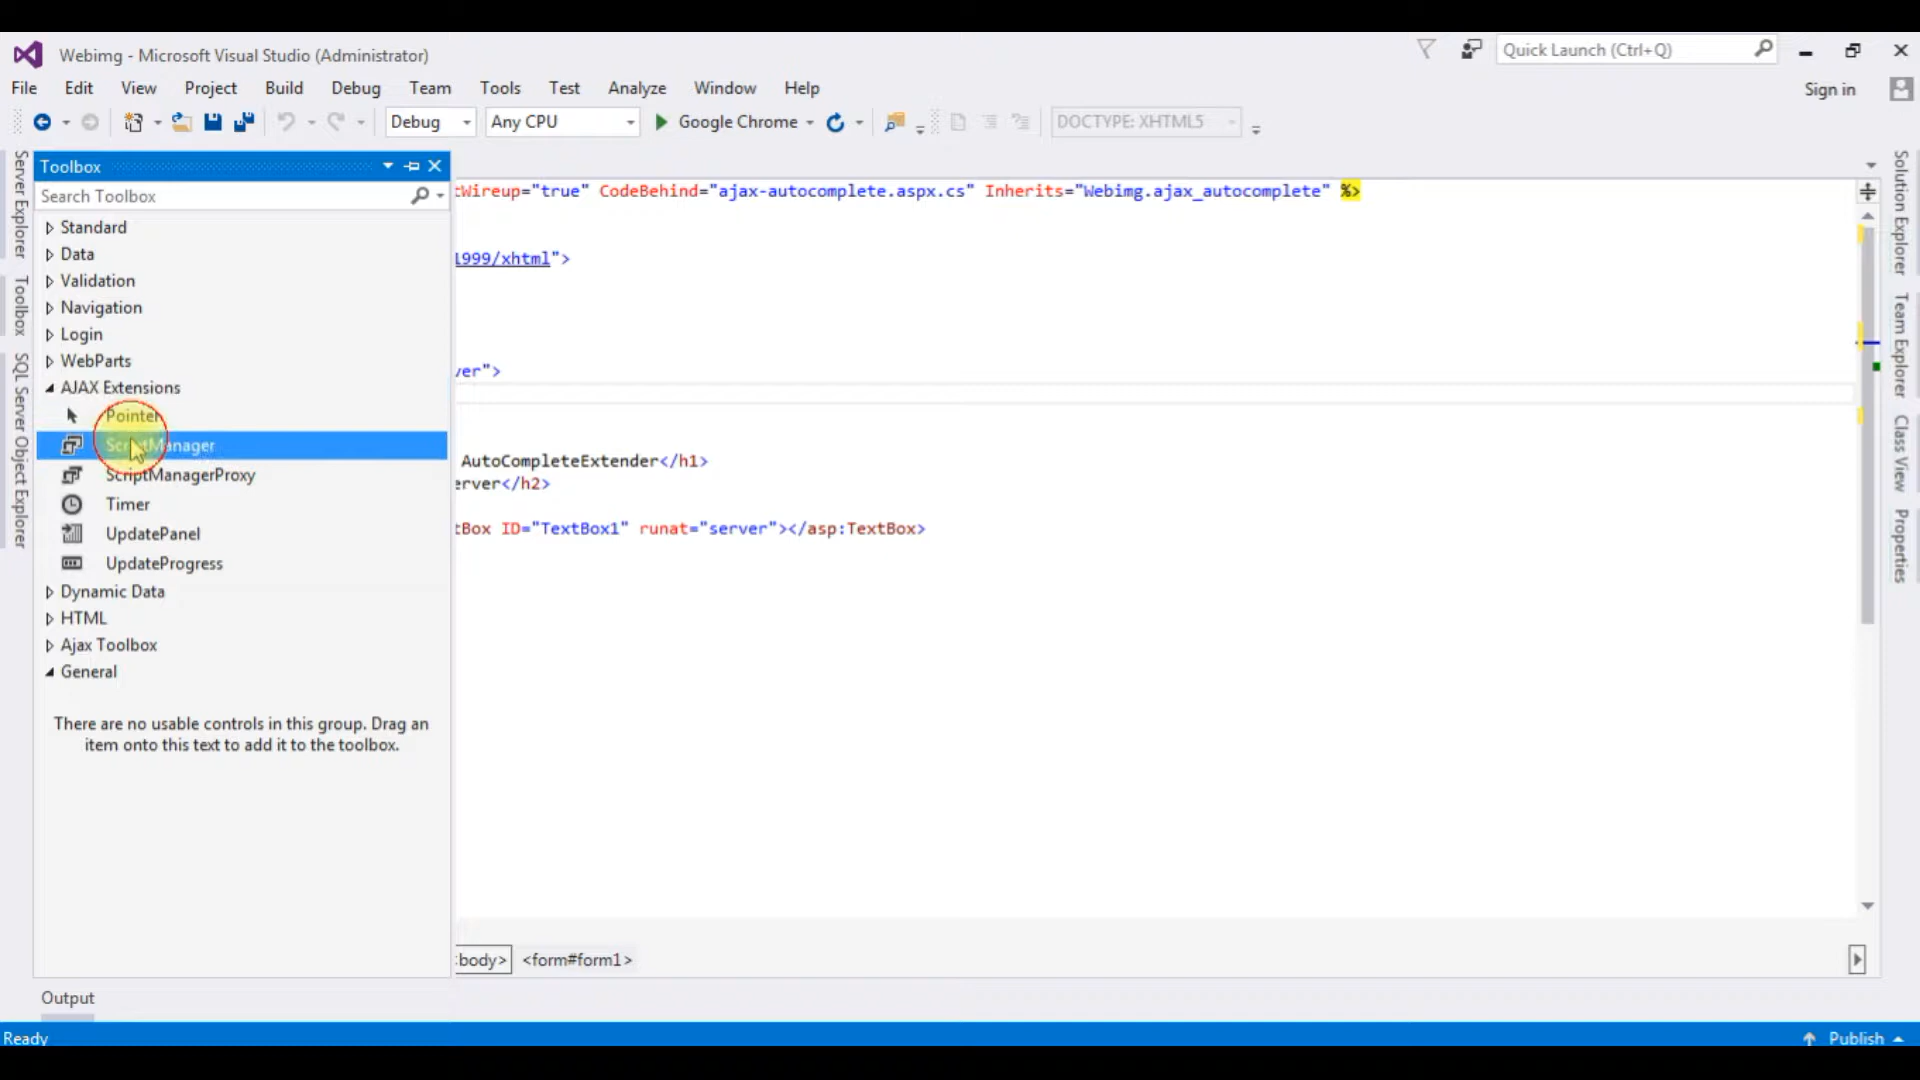 Webimg - Microsoft Visual Studio (Administrator)
Quick Launch (Ctrl+Q)
File Edit View Project Build Debug Team Tools Test Analyze Window Help
Sign in
Debug Any CPU Google Chrome DOCTYPE: XHTML5
Server Explorer
Toolbox
SQL Server Object Explorer
Toolbox
Search Toolbox
Standard
Data
Validation
Navigation
Login
WebParts
AJAX Extensions
Pointer
ScriptManager
ScriptManagerProxy
Timer
UpdatePanel
UpdateProgress
Dynamic Data
HTML
Ajax Toolbox
General
There are no usable controls in this group. Drag an
item onto this text to add it to the toolbox.
tWireup="true" CodeBehind="ajax-autocomplete.aspx.cs" Inherits="Webimg.ajax_autocomplete" %>
1999/xhtml">
ver">
AutoCompleteExtender</h1>
erver</h2>
tBox ID="TextBox1" runat="server"></asp:TextBox>
body> <form#form1>
Solution Explorer
Team Explorer
Class View
Properties
Output
Ready
Publish